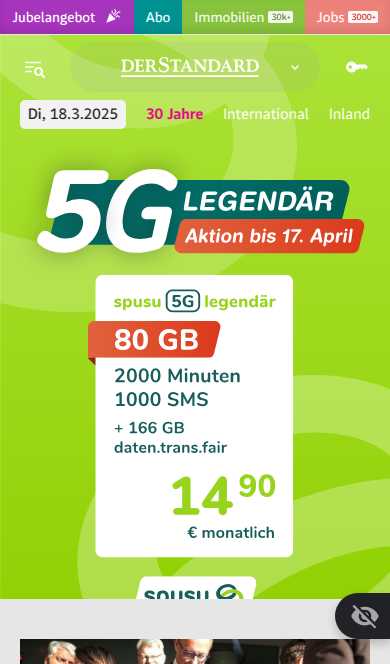 Jubelangebot Abo Immobilien 30k+ Jobs 3000+
DERSTANDARD
Di, 18.3.2025 30 Jahre International Inland
5G LEGENDÄR
Aktion bis 17. April
spusu 5G legendär
80 GB
2000 Minuten
1000 SMS
+ 166 GB
daten.trans.fair
14 90
€ monatlich
spusu